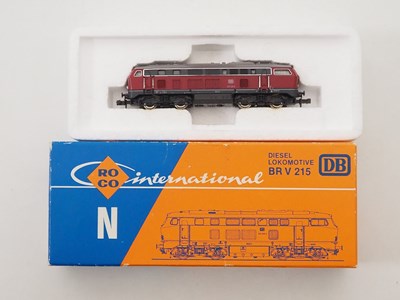 ROCO
international
N
DIESEL
LOKOMOTIVE
BR V 215
DB